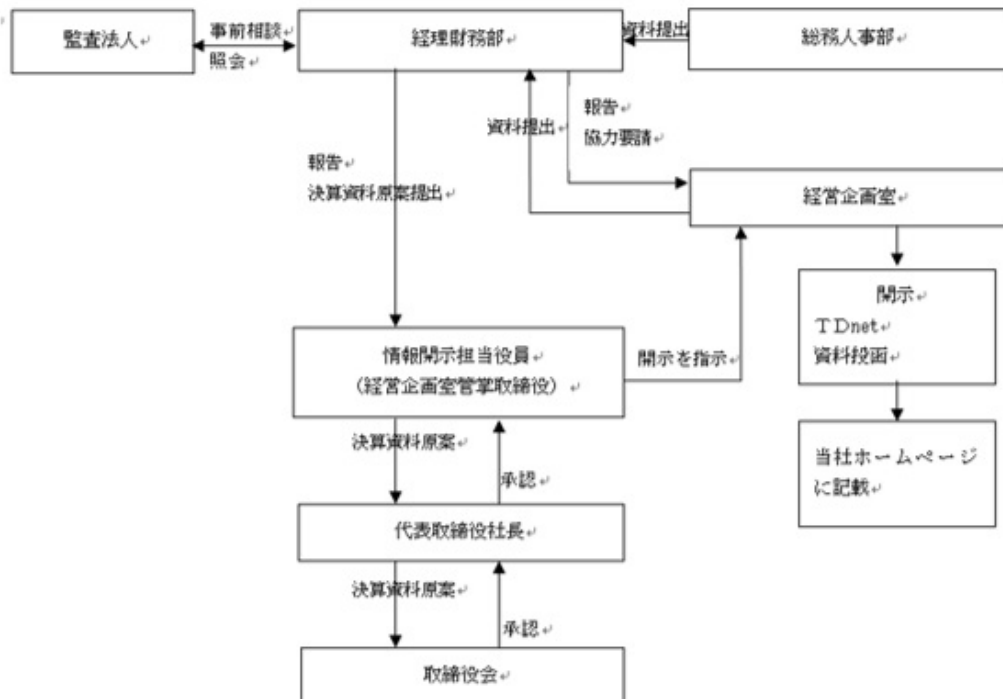 監査法人
事前相談
照会
経理財務部
資料提出
総務人事部
資料提出
報告
協力要請
報告
決算資料原案提出
経営企画室
開示
TDnet
資料投函
情報開示担当役員
(経営企画室管掌取締役)
開示を指示
当社ホームページ
に記載
決算資料原案
承認
代表取締役社長
決算資料原案
承認
取締役会